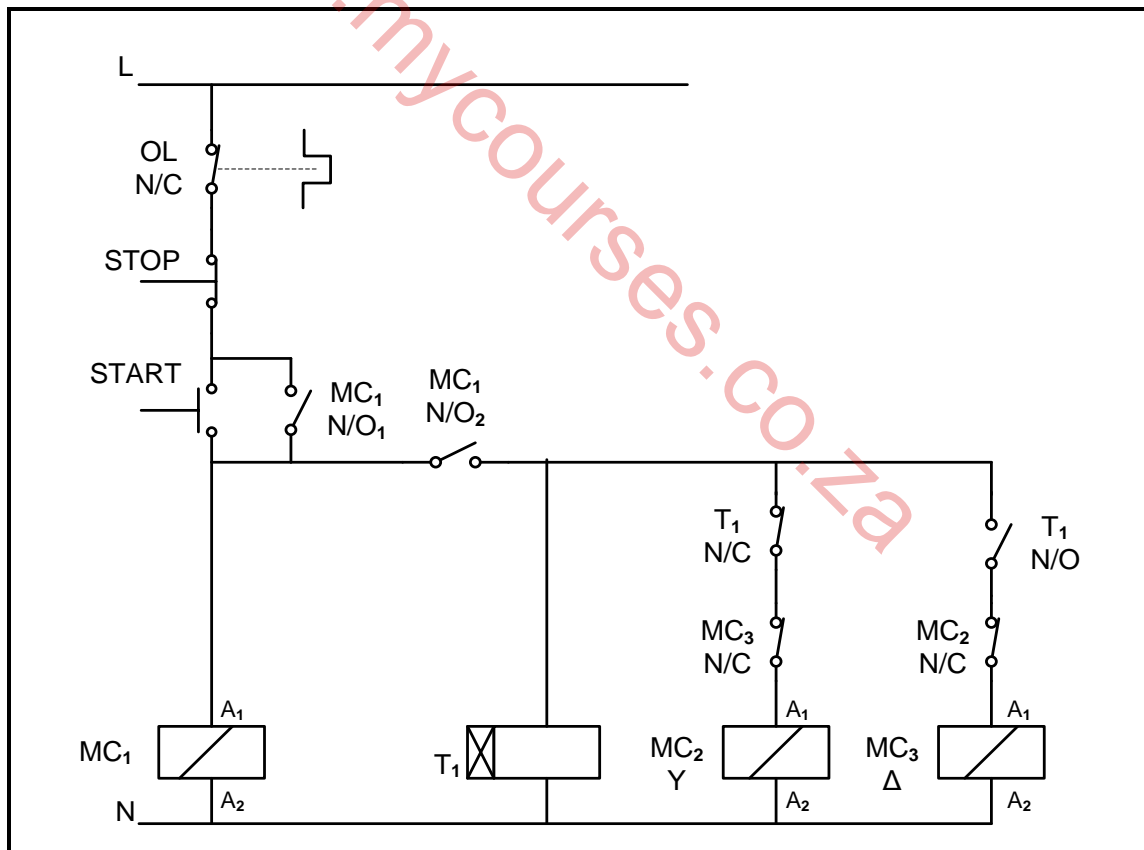 L
OL
N/C
STOP
START
MC₁
N/O₁
MC₁
N/O₂
T₁
N/C
T₁
N/O
MC₃
N/C
MC₂
N/C
A₁
A₁
A₁
MC₁
T₁
MC₂
Y
MC₃
Δ
A₂
A₂
A₂
N
.mycourses.co.za